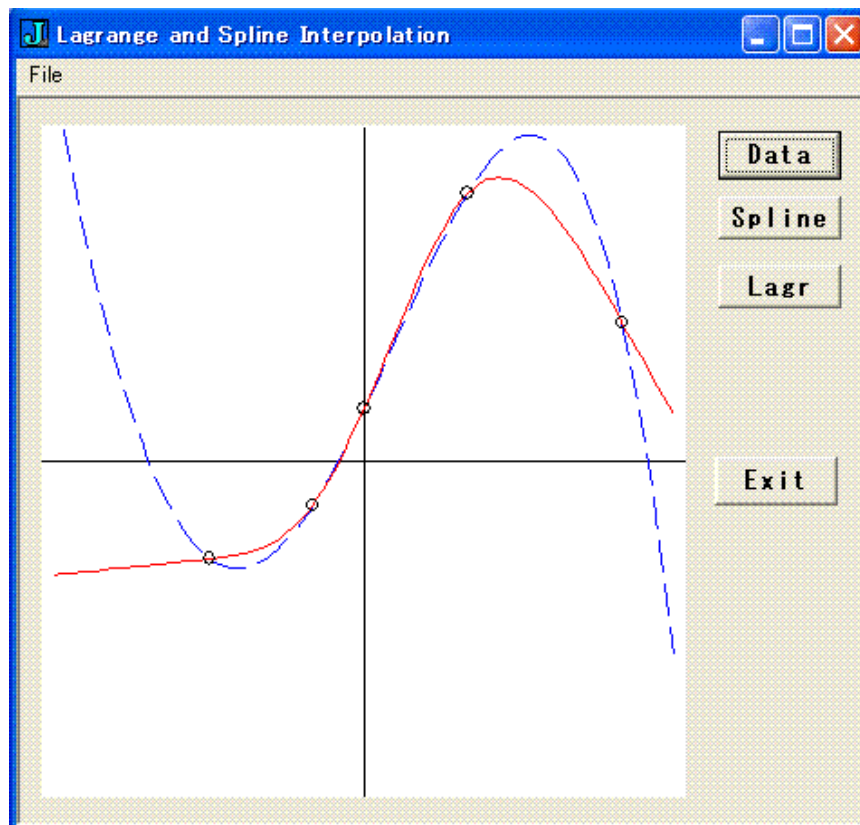 J Lagrange and Spline Interpolation
File
Data
Spline
Lagr
Exit